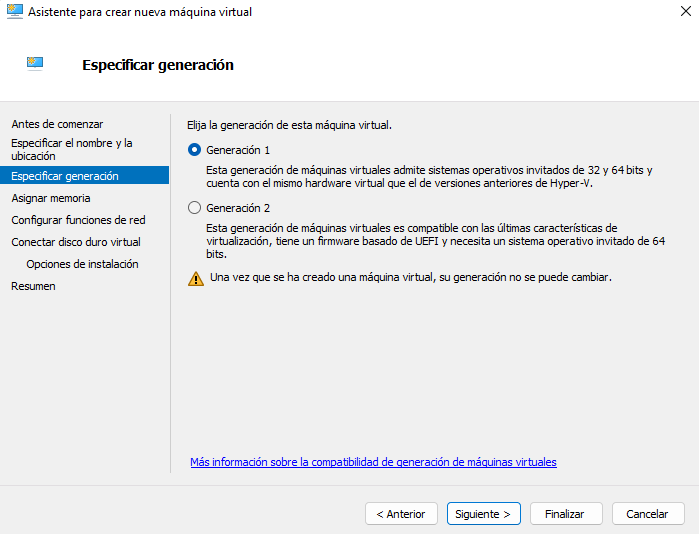 Asistente para crear nueva máquina virtual
Especificar generación
Antes de comenzar
Especificar el nombre y la
ubicación
Especificar generación
Asignar memoria
Configurar funciones de red
Conectar disco duro virtual
Opciones de instalación
Resumen
Elija la generación de esta máquina virtual.
Generación 1
Esta generación de máquinas virtuales admite sistemas operativos invitados de 32 y 64 bits y
cuenta con el mismo hardware virtual que el de versiones anteriores de Hyper-V.
Generación 2
Esta generación de máquinas virtuales es compatible con las últimas características de
virtualización, tiene un firmware basado de UEFI y necesita un sistema operativo invitado de 64
bits.
Una vez que se ha creado una máquina virtual, su generación no se puede cambiar.
Más información sobre la compatibilidad de generación de máquinas virtuales
< Anterior
Siguiente >
Finalizar
Cancelar